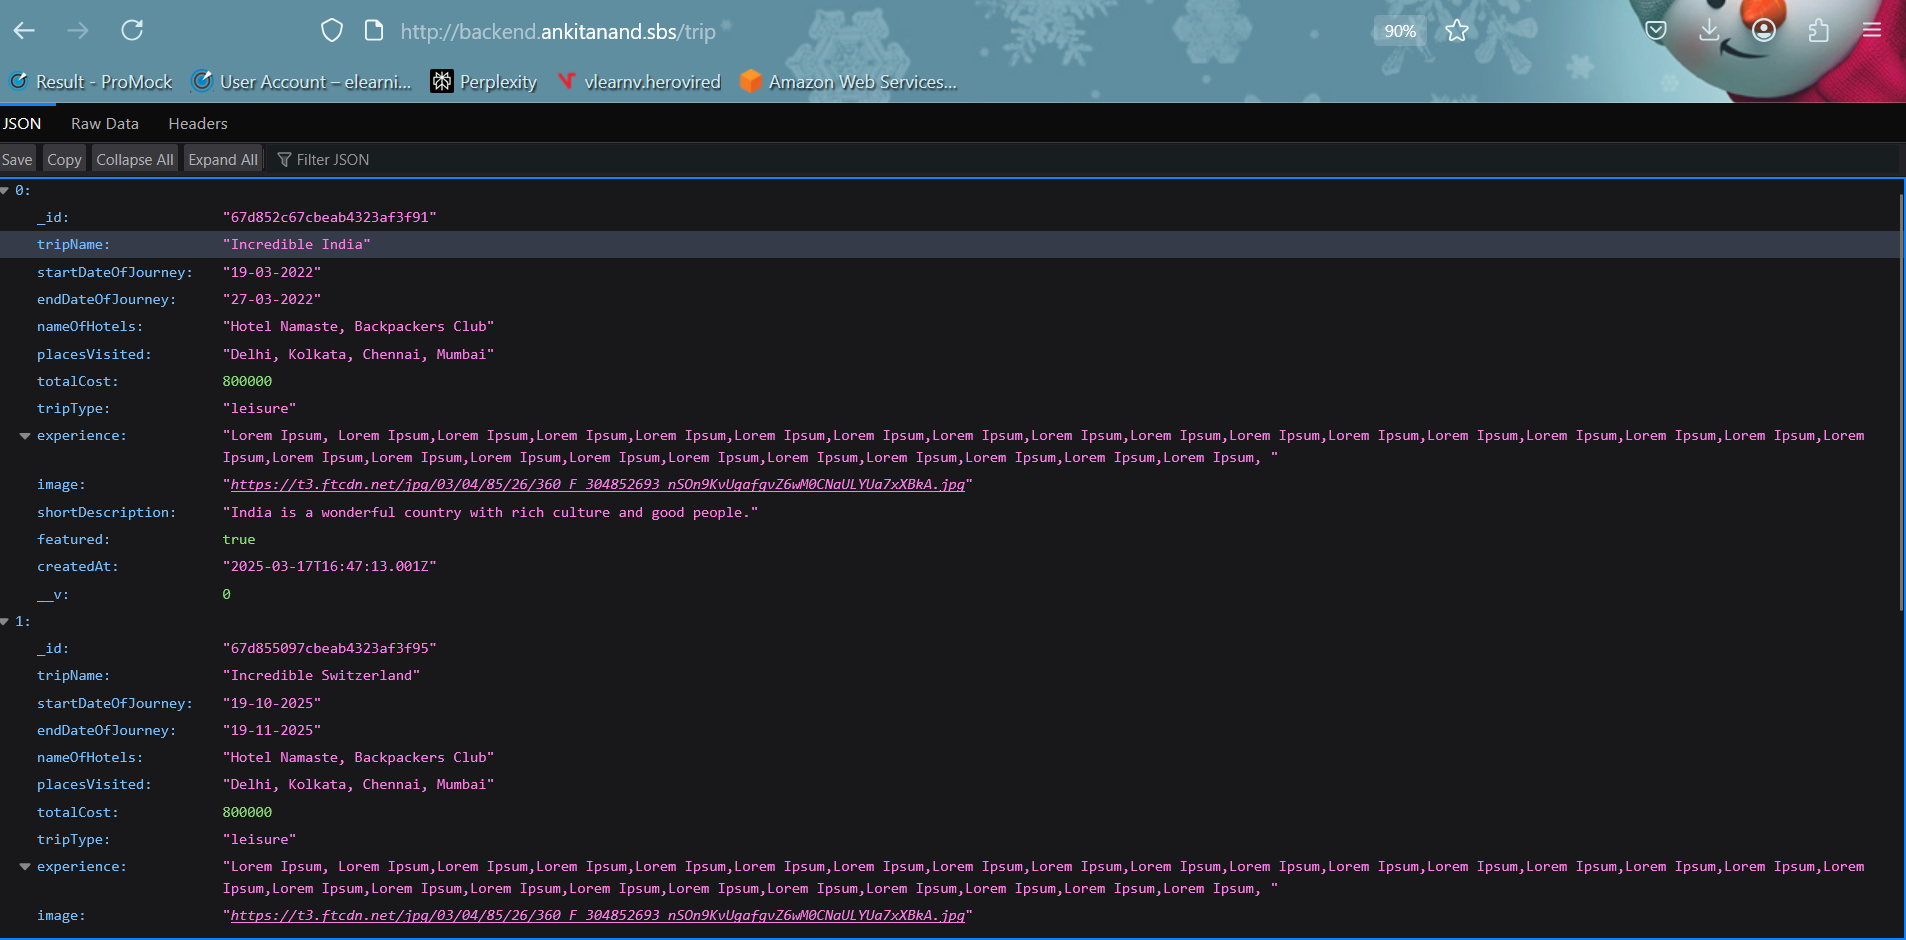 http://backend.ankitanand.sbs/trip
90%
Result - ProMock
User Account – elearni...
Perplexity
vlearnv.herovired
Amazon Web Services...
JSON
Raw Data
Headers
Save
Copy
Collapse All
Expand All
Filter JSON
0:
_id: "67d852c67cbeab4323af3f91"
tripName: "Incredible India"
startDateOfJourney: "19-03-2022"
endDateOfJourney: "27-03-2022"
nameOfHotels: "Hotel Namaste, Backpackers Club"
placesVisited: "Delhi, Kolkata, Chennai, Mumbai"
totalCost: 800000
tripType: "leisure"
experience: "Lorem Ipsum, Lorem Ipsum,Lorem Ipsum,Lorem Ipsum,Lorem Ipsum,Lorem Ipsum,Lorem Ipsum,Lorem Ipsum,Lorem Ipsum,Lorem Ipsum,Lorem Ipsum,Lorem Ipsum,Lorem Ipsum,Lorem Ipsum,Lorem Ipsum,Lorem Ipsum,Lorem
Ipsum,Lorem Ipsum,Lorem Ipsum,Lorem Ipsum,Lorem Ipsum,Lorem Ipsum,Lorem Ipsum,Lorem Ipsum,Lorem Ipsum,Lorem Ipsum,Lorem Ipsum, "
image: "https://t3.ftcdn.net/jpg/03/04/85/26/360_F_304852693_nSOn9KvUgafgvZ6wM0CNaULYUa7xXBkA.jpg"
shortDescription: "India is a wonderful country with rich culture and good people."
featured: true
createdAt: "2025-03-17T16:47:13.001Z"
__v: 0
1:
_id: "67d855097cbeab4323af3f95"
tripName: "Incredible Switzerland"
startDateOfJourney: "19-10-2025"
endDateOfJourney: "19-11-2025"
nameOfHotels: "Hotel Namaste, Backpackers Club"
placesVisited: "Delhi, Kolkata, Chennai, Mumbai"
totalCost: 800000
tripType: "leisure"
experience: "Lorem Ipsum, Lorem Ipsum,Lorem Ipsum,Lorem Ipsum,Lorem Ipsum,Lorem Ipsum,Lorem Ipsum,Lorem Ipsum,Lorem Ipsum,Lorem Ipsum,Lorem Ipsum,Lorem Ipsum,Lorem Ipsum,Lorem Ipsum,Lorem Ipsum,Lorem Ipsum,Lorem
Ipsum,Lorem Ipsum,Lorem Ipsum,Lorem Ipsum,Lorem Ipsum,Lorem Ipsum,Lorem Ipsum,Lorem Ipsum,Lorem Ipsum,Lorem Ipsum,Lorem Ipsum, "
image: "https://t3.ftcdn.net/jpg/03/04/85/26/360_F_304852693_nSOn9KvUgafgvZ6wM0CNaULYUa7xXBkA.jpg"